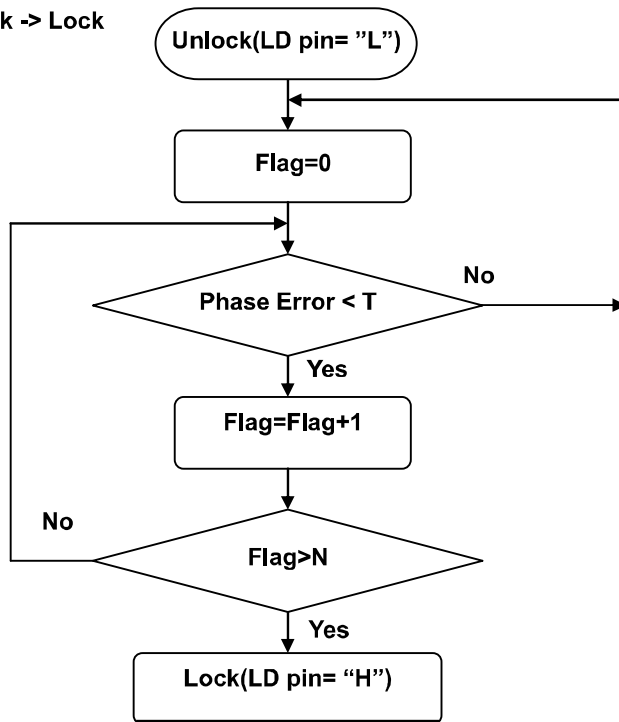 k -> Lock
Unlock(LD pin= ”L”)
Flag=0
Phase Error < T
No
Yes
Flag=Flag+1
No
Flag>N
Yes
Lock(LD pin= “H”)